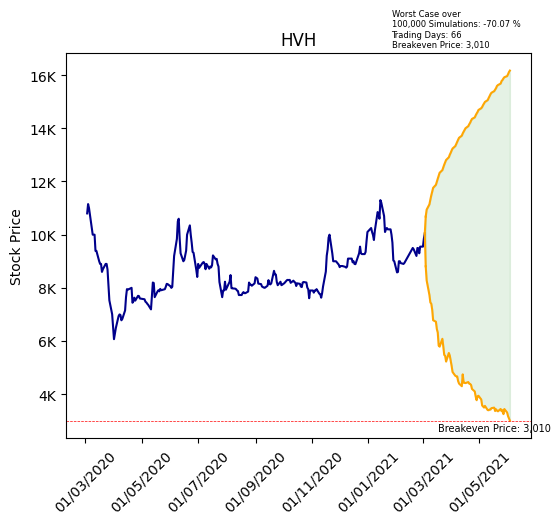 Worst Case over
100,000 Simulations: -70.07 %
Trading Days: 66
Breakeven Price: 3,010
HVH
Stock Price
16K
14K
12K
10K
8K
6K
4K
Breakeven Price: 3,010
01/03/2020
01/05/2020
01/07/2020
01/09/2020
01/11/2020
01/01/2021
01/03/2021
01/05/2021